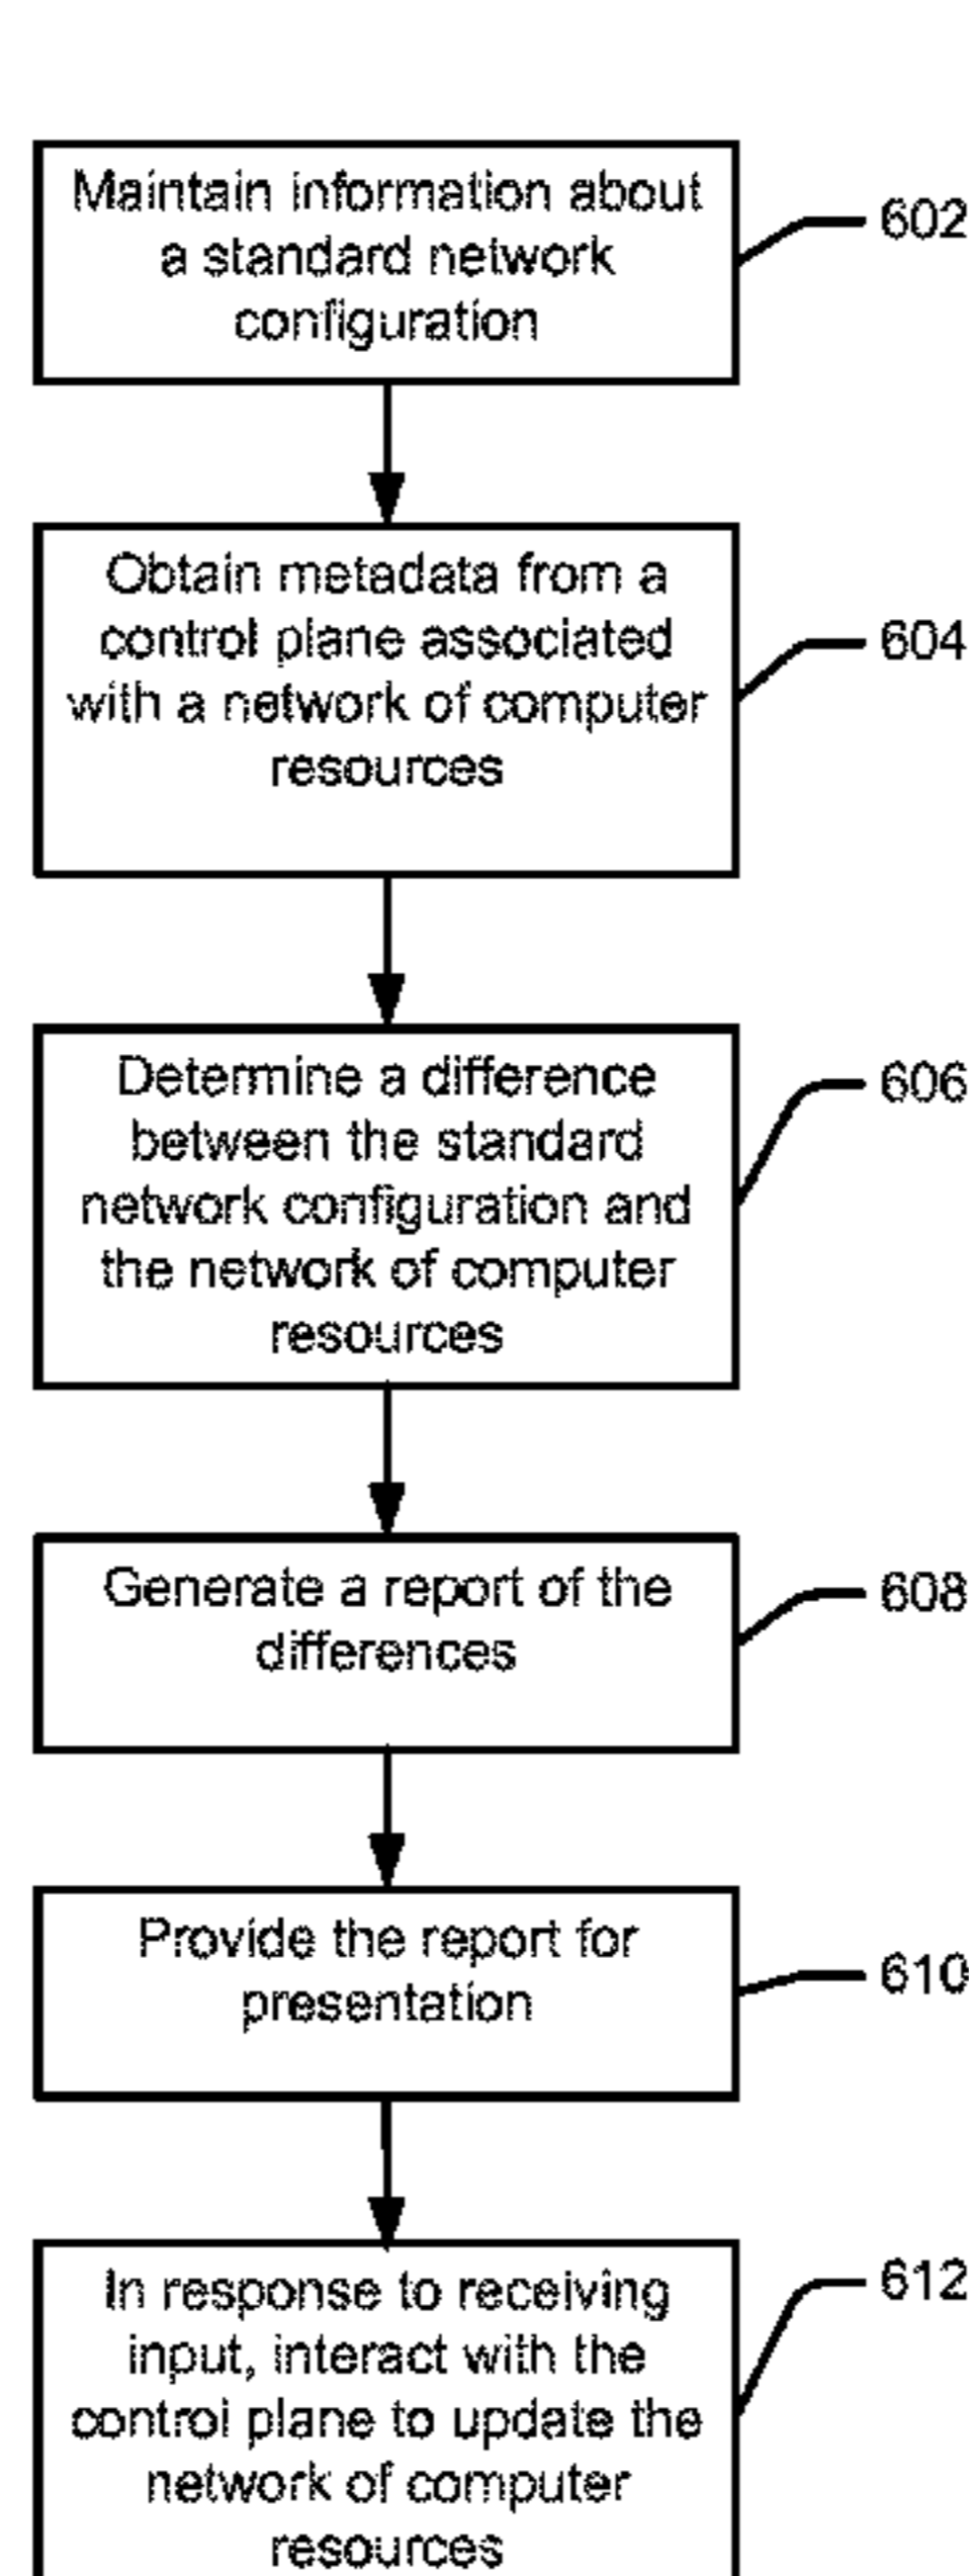 Maintain information about
a standard network
configuration
602
Obtain metadata from a
control plane associated
with a network of computer
resources
604
Determine a difference
between the standard
network configuration and
the network of computer
resources
606
Generate a report of the
differences
608
Provide the report for
presentation
610
In response to receiving
input, interact with the
control plane to update the
network of computer
resources
612